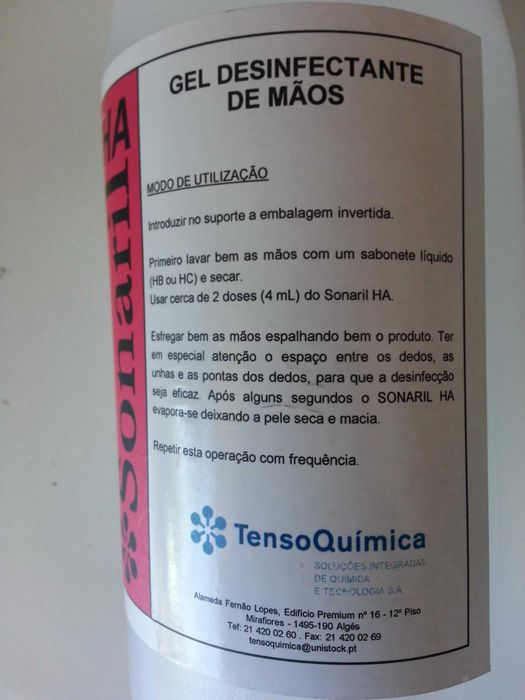 Sonaril HA
GEL DESINFECTANTE
DE MÃOS
MODO DE UTILIZAÇÃO
Introduzir no suporte a embalagem invertida.
Primeiro lavar bem as mãos com um sabonete líquido
(HB ou HC) e secar.
Usar cerca de 2 doses (4 mL) do Sonaril HA.
Esfregar bem as mãos espalhando bem o produto. Ter
em especial atenção o espaço entre os dedos, as
unhas e as pontas dos dedos, para que a desinfecção
seja eficaz. Após alguns segundos o SONARIL HA
evapora-se deixando a pele seca e macia.
Repetir esta operação com frequência.
TensoQuímica
SOLUÇÕES INTEGRADAS
DE QUÍMICA
E TECNOLOGIA S.A
Alameda Fernão Lopes, Edifício Premium nº 16 - 12º Piso
Miraflores - 1495-190 Algés
Tef: 21 420 02 60 . Fax: 21 420 02 69
tensoquimica@unistock.pt